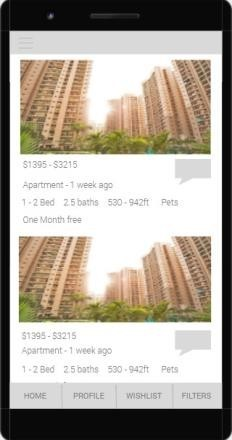 $1395 - $3215
Apartment - 1 week ago
1 - 2 Bed 2.5 baths 530 - 942ft Pets
One Month free
$1395 - $3215
Apartment - 1 week ago
1 - 2 Bed 2.5 baths 530 - 942ft Pets
HOME PROFILE WISHLIST FILTERS